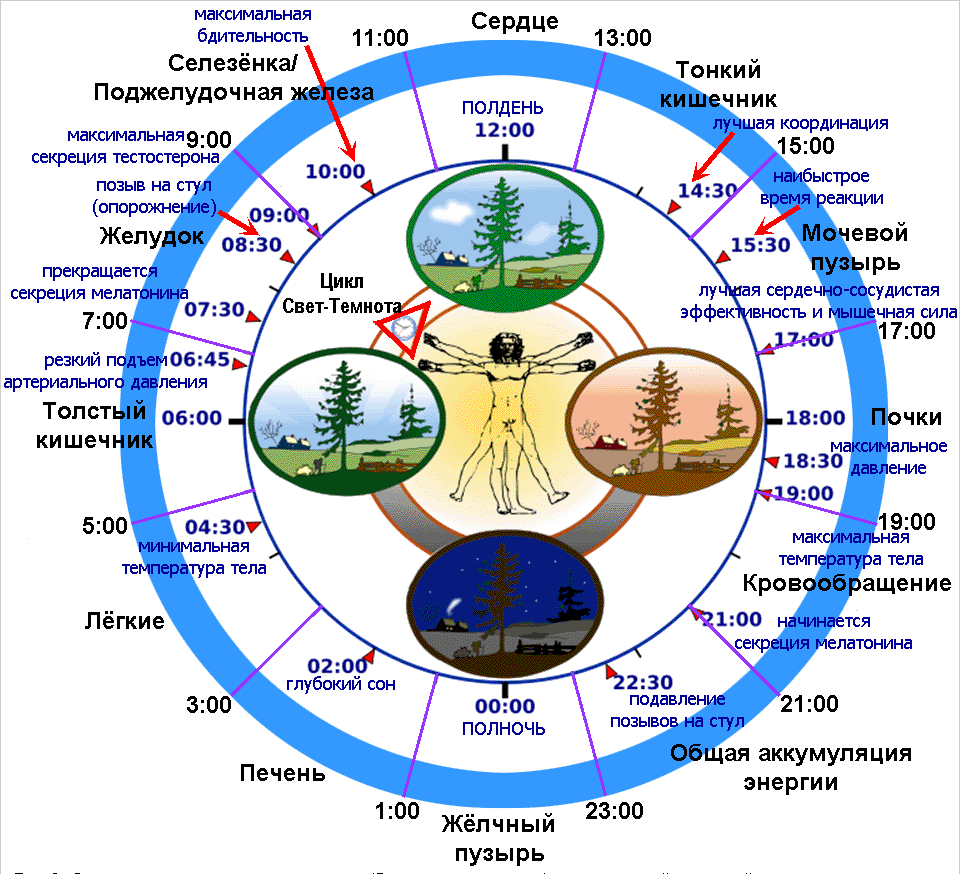 максимальная
бдительность
11:00
Сердце
13:00
Селезёнка/
Поджелудочная железа
Тонкий
кишечник
ПОЛДЕНЬ
12:00
лучшая координация
максимальная
секреция тестостерона
9:00
15:00
10:00
14:30
позыв на стул
(опорожнение)
наибыстрое
время реакции
09:00
Желудок
08:30
15:30
Мочевой
пузырь
прекращается
секреция мелатонина
07:30
Цикл
Свет-Темнота
лучшая сердечно-сосудистая
эффективность и мышечная сила
7:00
17:00
17:00
резкий подъем
артериального давления
06:45
Толстый
кишечник
06:00
18:00
Почки
18:30
максимальное
давление
19:00
5:00
04:30
19:00
минимальная
температура тела
максимальная
температура тела
Кровообращение
Лёгкие
21:00
начинается
секреция мелатонина
02:00
глубокий сон
22:30
подавление
позывов на стул
3:00
00:00
ПОЛНОЧЬ
21:00
Печень
Общая аккумуляция
энергии
1:00
Жёлчный
пузырь
23:00